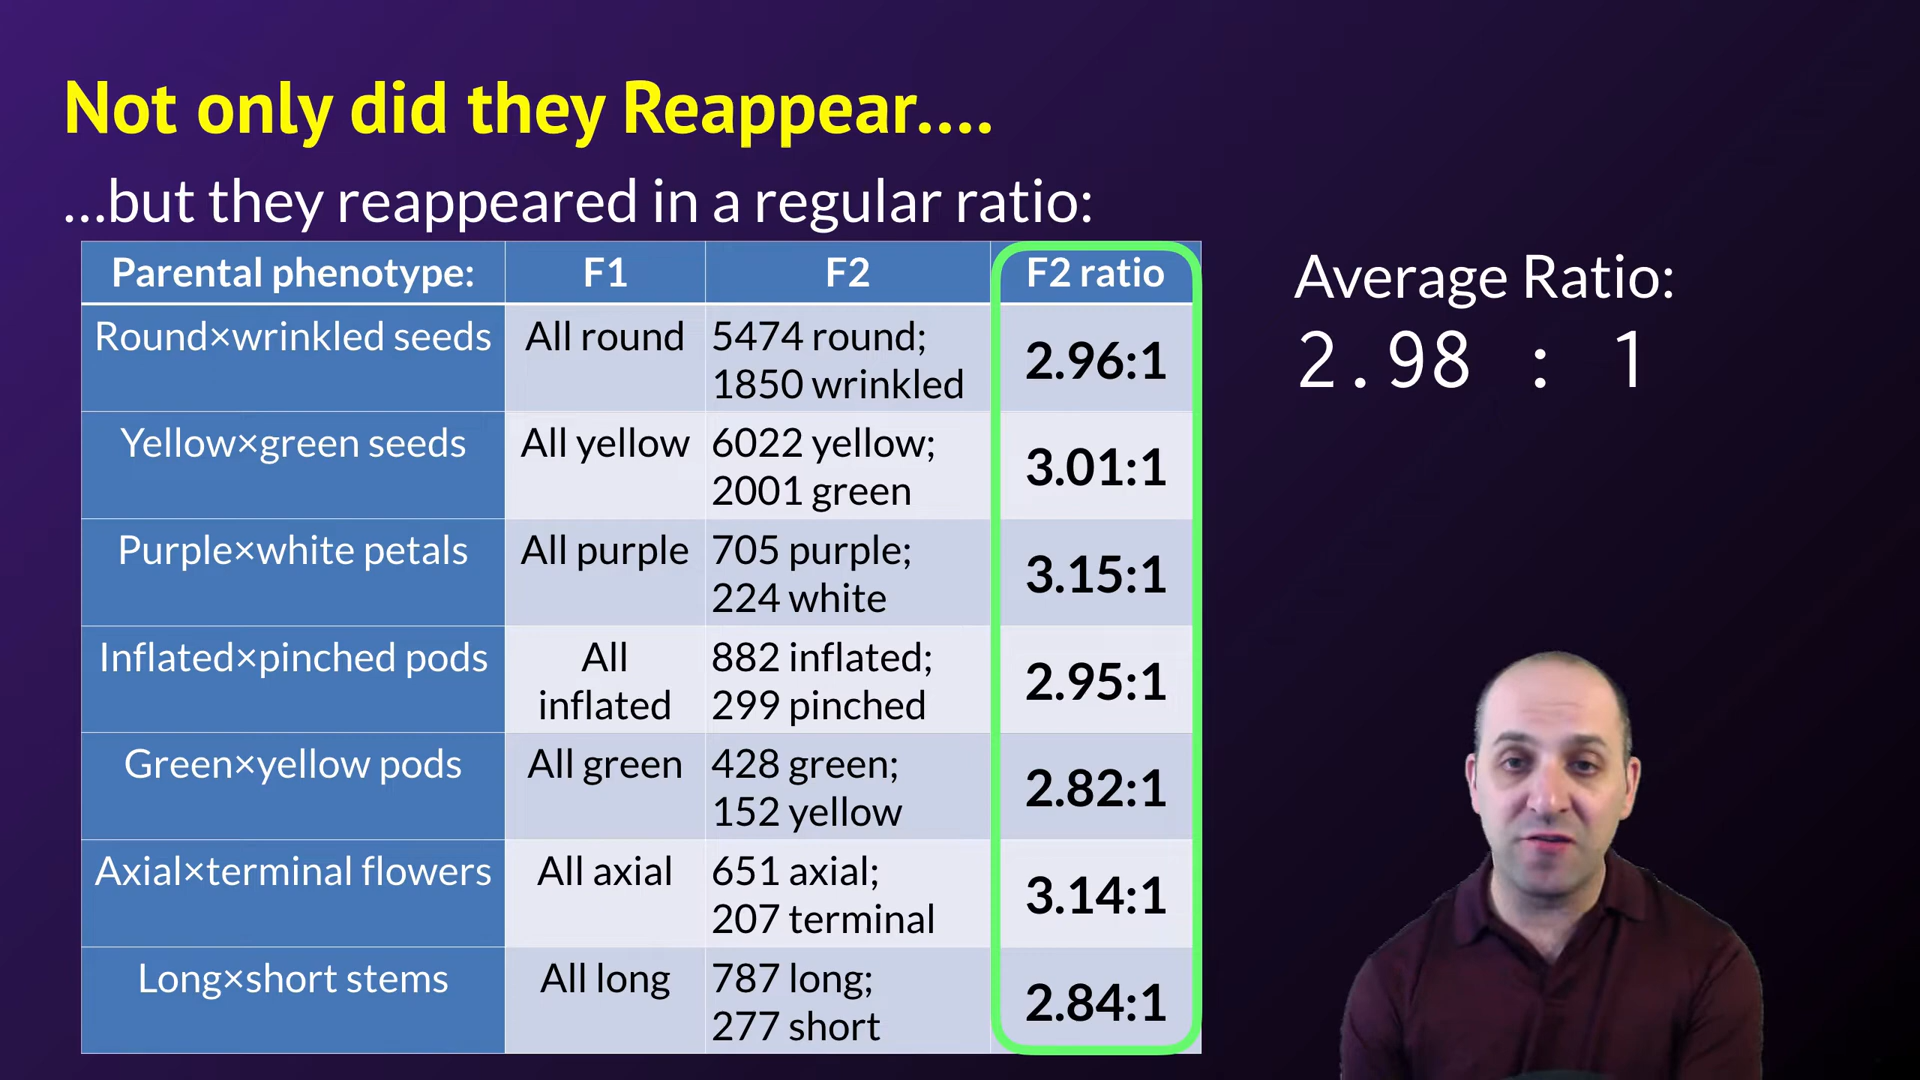 Not only did they Reappear....
...but they reappeared in a regular ratio:
Parental phenotype: F1 F2 F2 ratio
Round×wrinkled seeds All round 5474 round; 2.96:1
1850 wrinkled
Yellow×green seeds All yellow 6022 yellow; 3.01:1
2001 green
Purple×white petals All purple 705 purple; 3.15:1
224 white
Inflated×pinched pods All 882 inflated; 2.95:1
inflated 299 pinched
Green×yellow pods All green 428 green; 2.82:1
152 yellow
Axial×terminal flowers All axial 651 axial; 3.14:1
207 terminal
Long×short stems All long 787 long; 2.84:1
277 short
Average Ratio:
2.98 : 1